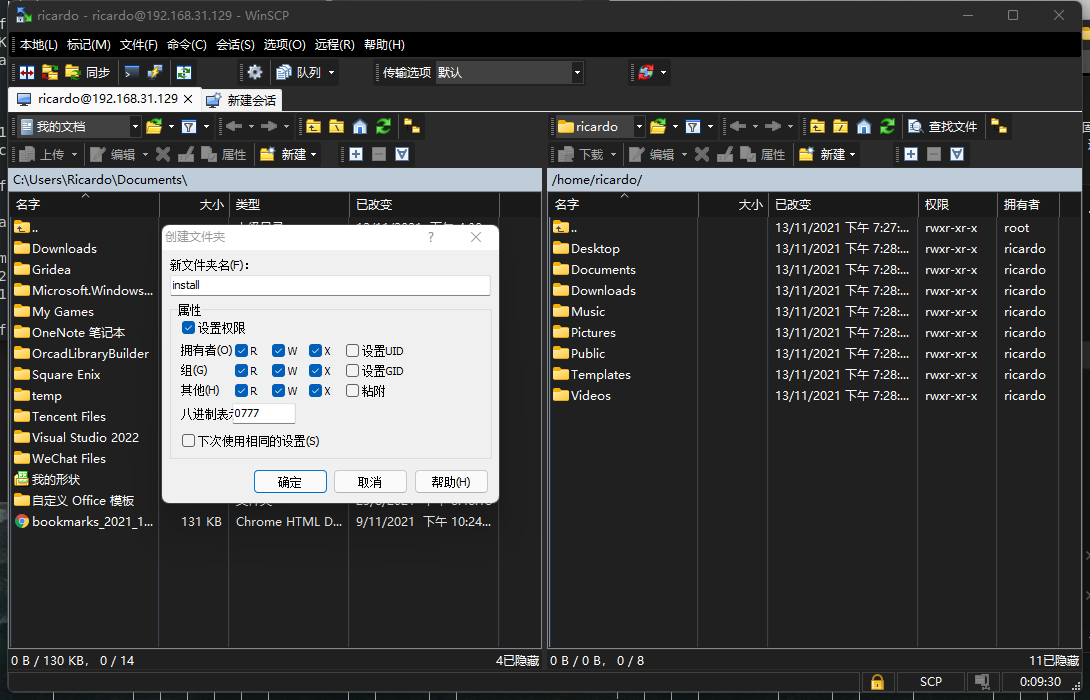 ricardo - ricardo@192.168.31.129 - WinSCP
本地(L) 标记(M) 文件(F) 命令(C) 会话(S) 选项(O) 远程(R) 帮助(H)
同步 队列 传输选项 默认
ricardo@192.168.31.129 新建会话
我的文档 ricardo 查找文件
上传 编辑 属性 新建 下载 编辑 属性 新建
C:\Users\Ricardo\Documents\ /home/ricardo/
名字 大小 类型 已改变 名字 大小 已改变 权限 拥有者
.. .. 13/11/2021 下午 7:27:... rwxr-xr-x root
Downloads Desktop 13/11/2021 下午 7:28:... rwxr-xr-x ricardo
Gridea Documents 13/11/2021 下午 7:28:... rwxr-xr-x ricardo
Microsoft.Windows... Downloads 13/11/2021 下午 7:28:... rwxr-xr-x ricardo
My Games Music 13/11/2021 下午 7:28:... rwxr-xr-x ricardo
OneNote 笔记本 Pictures 13/11/2021 下午 7:28:... rwxr-xr-x ricardo
OrcadLibraryBuilder Public 13/11/2021 下午 7:28:... rwxr-xr-x ricardo
Square Enix Templates 13/11/2021 下午 7:28:... rwxr-xr-x ricardo
temp Videos 13/11/2021 下午 7:28:... rwxr-xr-x ricardo
Tencent Files
Visual Studio 2022
WeChat Files
我的形状
自定义 Office 模板
bookmarks_2021_1... 131 KB Chrome HTML D... 9/11/2021 下午 10:24...
创建文件夹 ?
新文件夹名(F):
install
属性
设置权限
拥有者(O) R W X 设置UID
组(G) R W X 设置GID
其他(H) R W X 粘附
八进制表 0777
下次使用相同的设置(S)
确定 取消 帮助(H)
0 B / 130 KB, 0 / 14 4已隐藏 0 B / 0 B, 0 / 8 11已隐藏
SCP 0:09:30